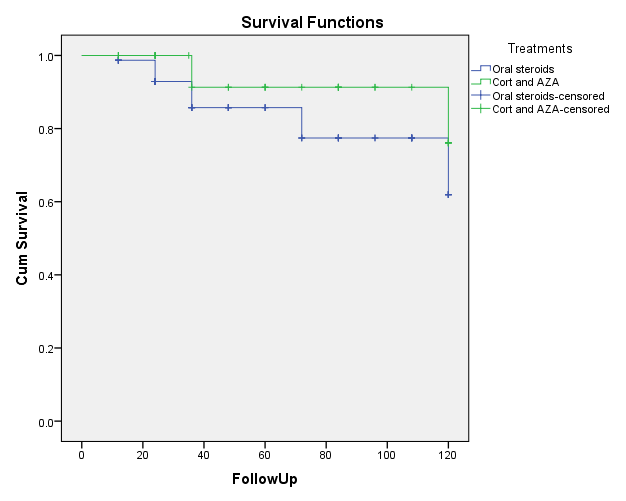 Survival Functions
Treatments
Oral steroids
Cort and AZA
Oral steroids-censored
Cort and AZA-censored
1.0
0.8
0.6
0.4
0.2
0.0
Cum Survival
0 20 40 60 80 100 120
FollowUp